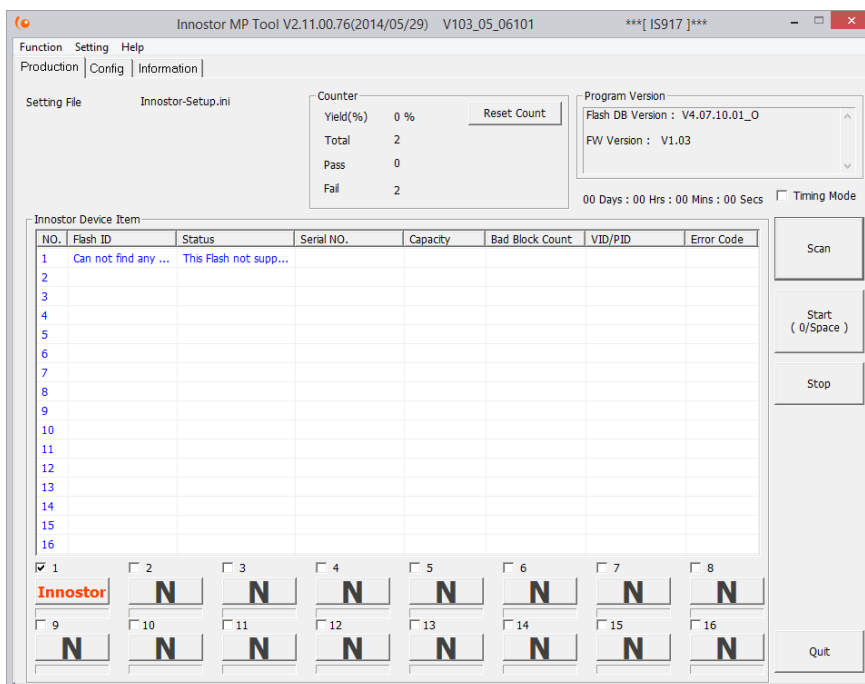 Innostor MP Tool V2.11.00.76(2014/05/29) V103_05_06101 ***[ IS917 ]***
Function Setting Help
Production Config Information
Setting File Innostor-Setup.ini
Counter
Yield(%) 0 %
Reset Count
Total 2
Pass 0
Fail 2
Program Version
Flash DB Version : V4.07.10.01_O
FW Version : V1.03
00 Days : 00 Hrs : 00 Mins : 00 Secs
Timing Mode
Innostor Device Item
NO. Flash ID Status Serial NO. Capacity Bad Block Count VID/PID Error Code
1 Can not find any ... This Flash not supp...
2
3
4
5
6
7
8
9
10
11
12
13
14
15
16
Scan
Start
( 0/Space )
Stop
1 2 3 4 5 6 7 8
Innostor N N N N N N N
9 10 11 12 13 14 15 16
N N N N N N N N
Quit